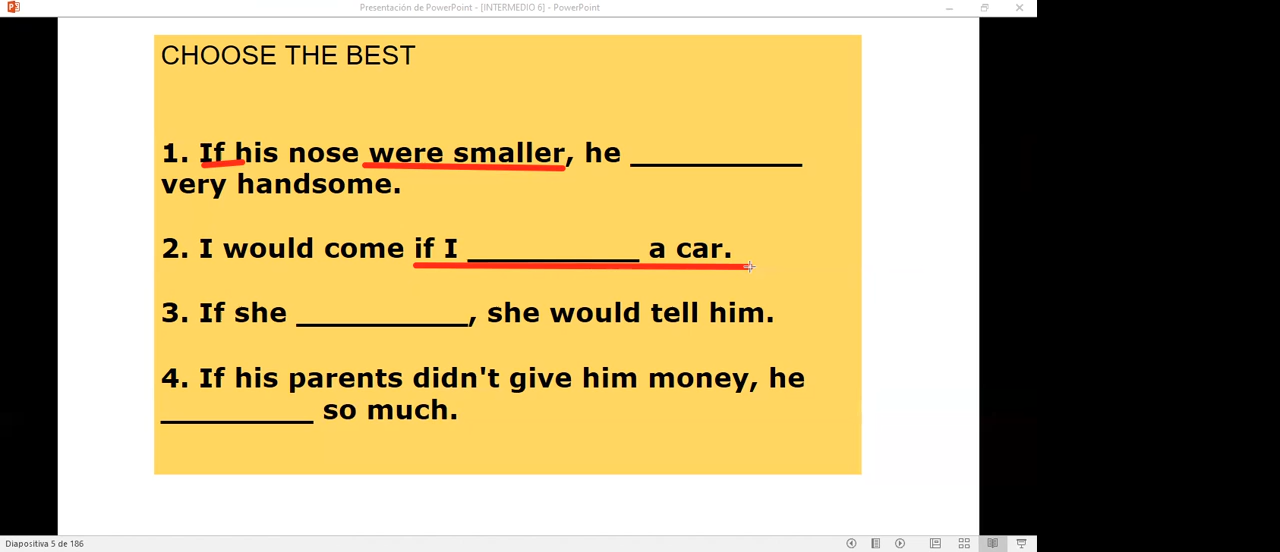 Presentación de PowerPoint - [INTERMEDIO 6] - PowerPoint
CHOOSE THE BEST
1. If his nose were smaller, he ___________
very handsome.
2. I would come if I ___________ a car.
3. If she ___________, she would tell him.
4. If his parents didn't give him money, he
__________ so much.
Diapositiva 5 de 186